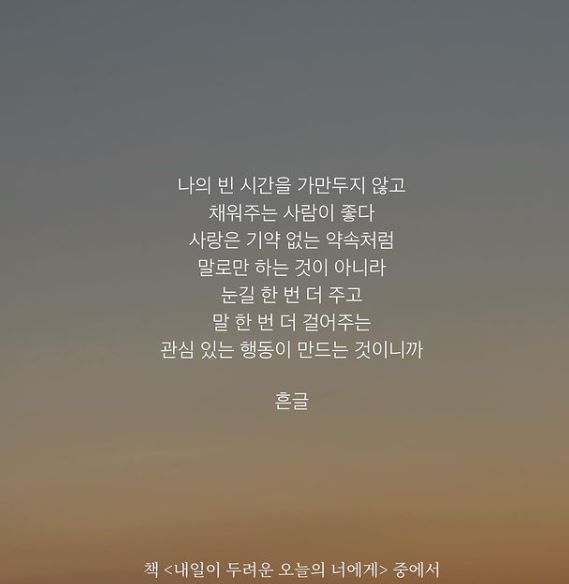 나의 빈 시간을 가만두지 않고
채워주는 사람이 좋다
사랑은 기약 없는 약속처럼
말로만 하는 것이 아니라
눈길 한 번 더 주고
말 한 번 더 걸어주는
관심 있는 행동이 만드는 것이니까
흔글
책 <내일이 두려운 오늘의 너에게> 중에서